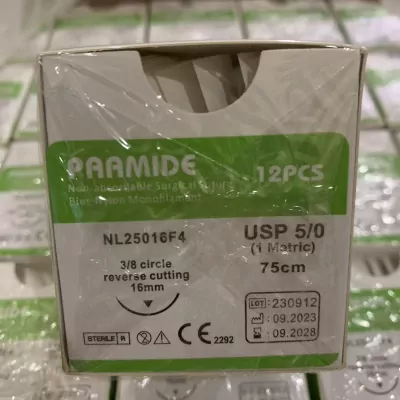 PAAMIDE
12PCS
Non-absorbable Surgical Suture
Blue Nylon Monofilament
NL25016F4
USP 5/0
(1 Metric)
75cm
3/8 circle
reverse cutting
16mm
LOT: 230912
: 09.2023
: 09.2028
STERILE R
CE 2292